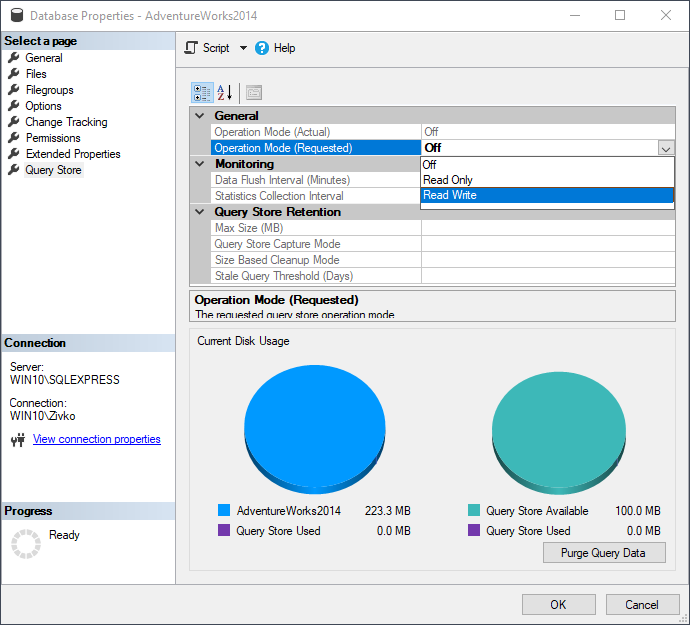 Database Properties - AdventureWorks2014
Select a page
General
Files
Filegroups
Options
Change Tracking
Permissions
Extended Properties
Query Store
Script
Help
General
Operation Mode (Actual) Off
Operation Mode (Requested) Off
Off
Read Only
Read Write
Monitoring
Data Flush Interval (Minutes)
Statistics Collection Interval
Query Store Retention
Max Size (MB)
Query Store Capture Mode
Size Based Cleanup Mode
Stale Query Threshold (Days)
Operation Mode (Requested)
The requested query store operation mode
Connection
Server:
WIN10\SQLEXPRESS
Connection:
WIN10\Zivko
View connection properties
Progress
Ready
Current Disk Usage
AdventureWorks2014 223.3 MB
Query Store Used 0.0 MB
Query Store Available 100.0 MB
Query Store Used 0.0 MB
Purge Query Data
OK
Cancel